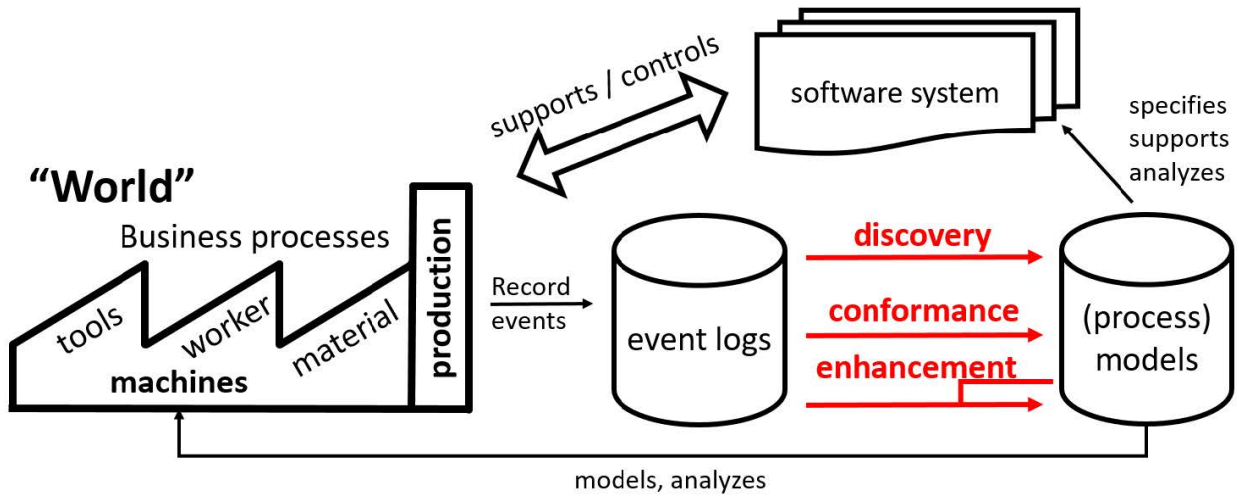 supports / controls
software system
specifies
supports
analyzes
“World”
Business processes
tools
worker
material
machines
production
Record
events
event logs
discovery
conformance
enhancement
(process)
models
models, analyzes